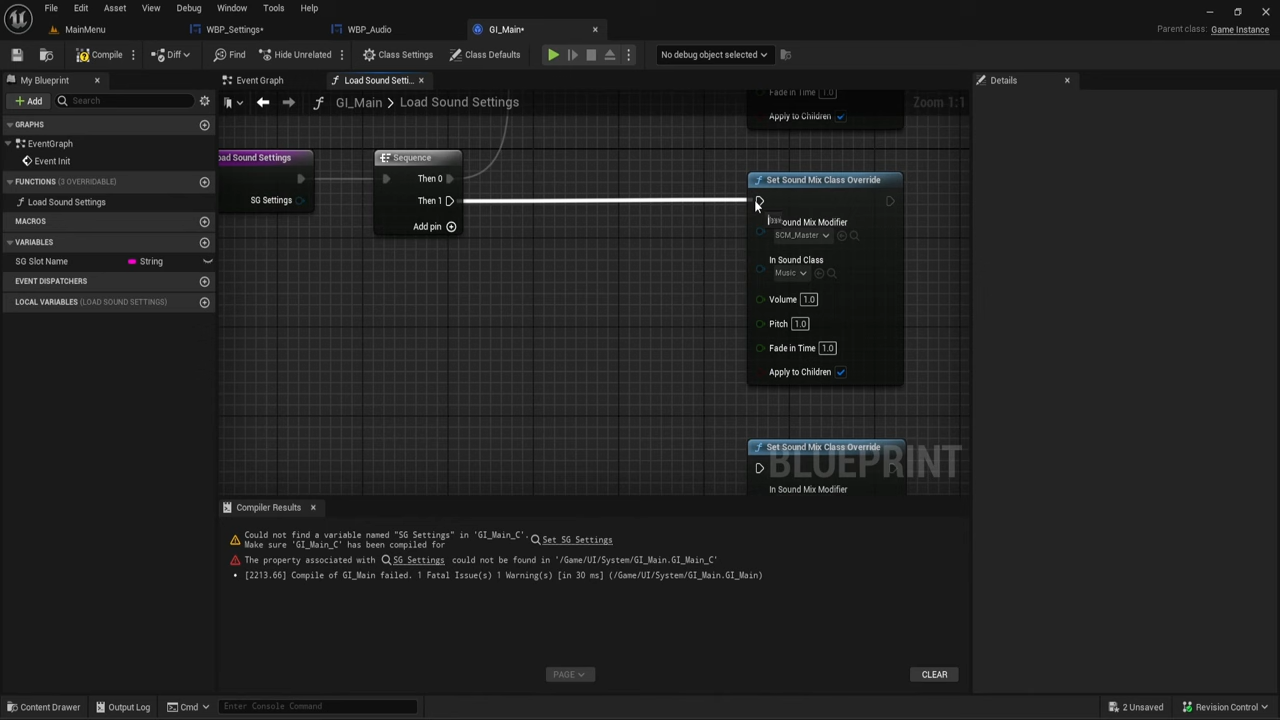 File Edit Asset View Debug Window Tools Help
MainMenu WBP_Settings* WBP_Audio GI_Main* Parent class: Game Instance
Compile Diff Find Hide Unrelated Class Settings Class Defaults No debug object selected
My Blueprint Event Graph Load Sound Setti.. Details
Add Search GI_Main > Load Sound Settings Zoom 1:1
Fade in Time 1.0
Apply to Children
GRAPHS
EventGraph
Event Init
FUNCTIONS (3 OVERRIDABLE)
Load Sound Settings
MACROS
VARIABLES
SG Slot Name String
EVENT DISPATCHERS
LOCAL VARIABLES (LOAD SOUND SETTINGS)
oad Sound Settings
SG Settings
Sequence
Then 0
Then 1
Add pin
Set Sound Mix Class Override
ound Mix Modifier
SCM_Master
In Sound Class
Music
Volume 1.0
Pitch 1.0
Fade in Time 1.0
Apply to Children
Set Sound Mix Class Override
In Sound Mix Modifier
BLUEPRINT
Compiler Results
Could not find a variable named "SG Settings" in 'GI_Main_C'. Set SG Settings
Make sure 'GI_Main_C' has been compiled for
The property associated with SG Settings could not be found in '/Game/UI/System/GI_Main.GI_Main_C'
[2213.66] Compile of GI_Main failed. 1 Fatal Issue(s) 1 Warning(s) [in 30 ms] (/Game/UI/System/GI_Main.GI_Main)
PAGE CLEAR
Content Drawer Output Log Cmd Enter Console Command 2 Unsaved Revision Control